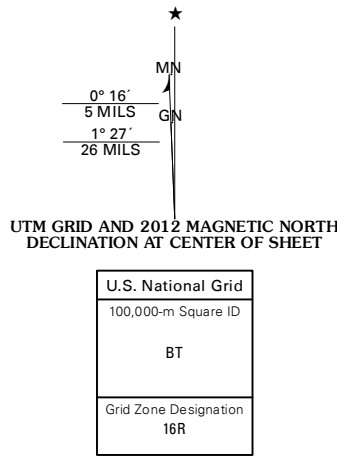 ★
MN
0° 16´
5 MILS
GN
1° 27´
26 MILS
UTM GRID AND 2012 MAGNETIC NORTH
DECLINATION AT CENTER OF SHEET
U.S. National Grid
100,000-m Square ID
BT
Grid Zone Designation
16R